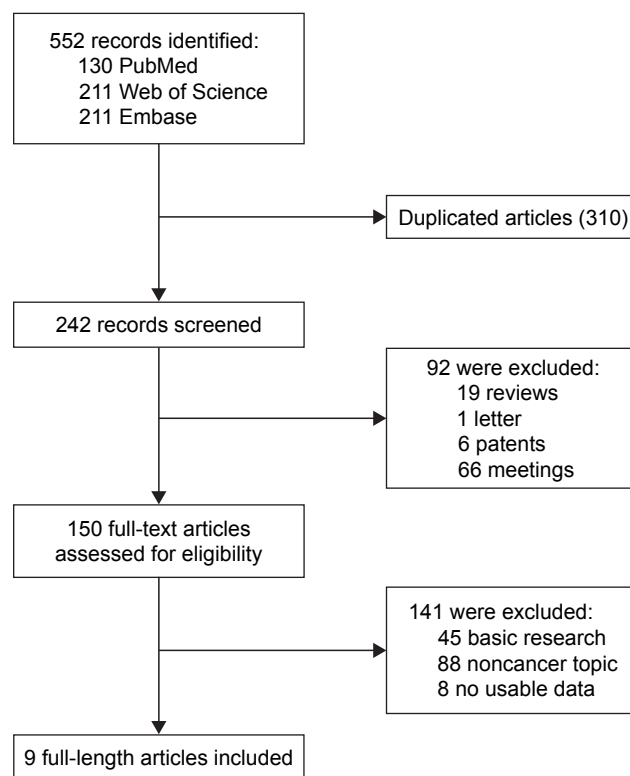 552 records identified:
130 PubMed
211 Web of Science
211 Embase
Duplicated articles (310)
242 records screened
92 were excluded:
19 reviews
1 letter
6 patents
66 meetings
150 full-text articles
assessed for eligibility
141 were excluded:
45 basic research
88 noncancer topic
8 no usable data
9 full-length articles included